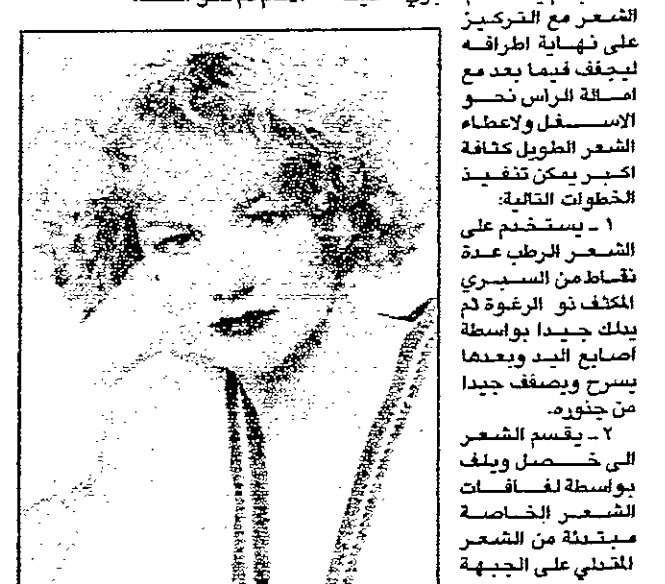 الشعر مع التركيز
على نهاية اطرافه
ليجفف فيما بعد مع
امالة الراس نحو
الاسفل ولاعطاء
الشعر الطويل كثافة
اكبر يمكن تنفيذ
الخطوات التالية:
١ ـ يستخدم على
الشعر الرطب عدة
نقاط من السبري
المكثف ذو الرغوة ثم
يدلك جيدا بواسطة
اصابع اليد وبعدها
يسرح ويصفف جيدا
من جذوره.
٢ ـ يقسم الشعر
الى خصل ويلف
بواسطة لفافات
الشعر الخاصة
مبتدئة من الشعر
المتدلي على الجبهة